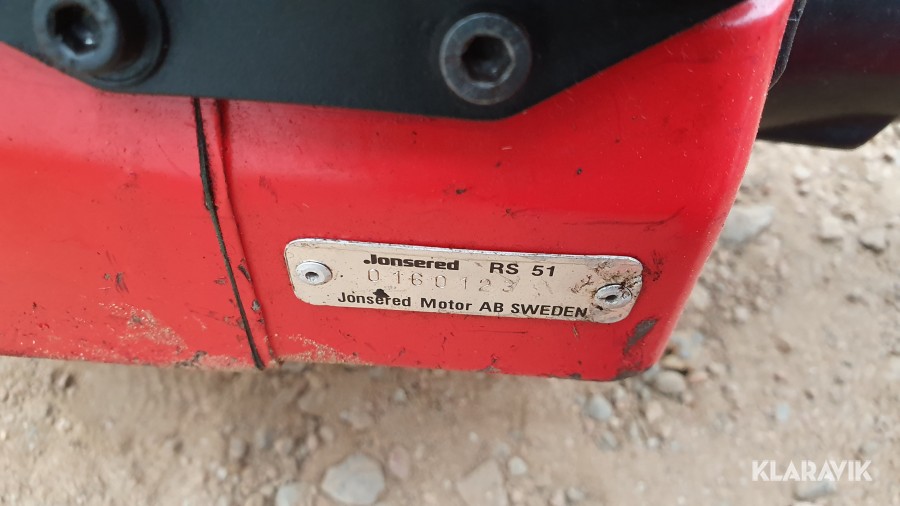 Jonsered RS 51
0160123
Jonsered Motor AB SWEDEN
KLARAVIK